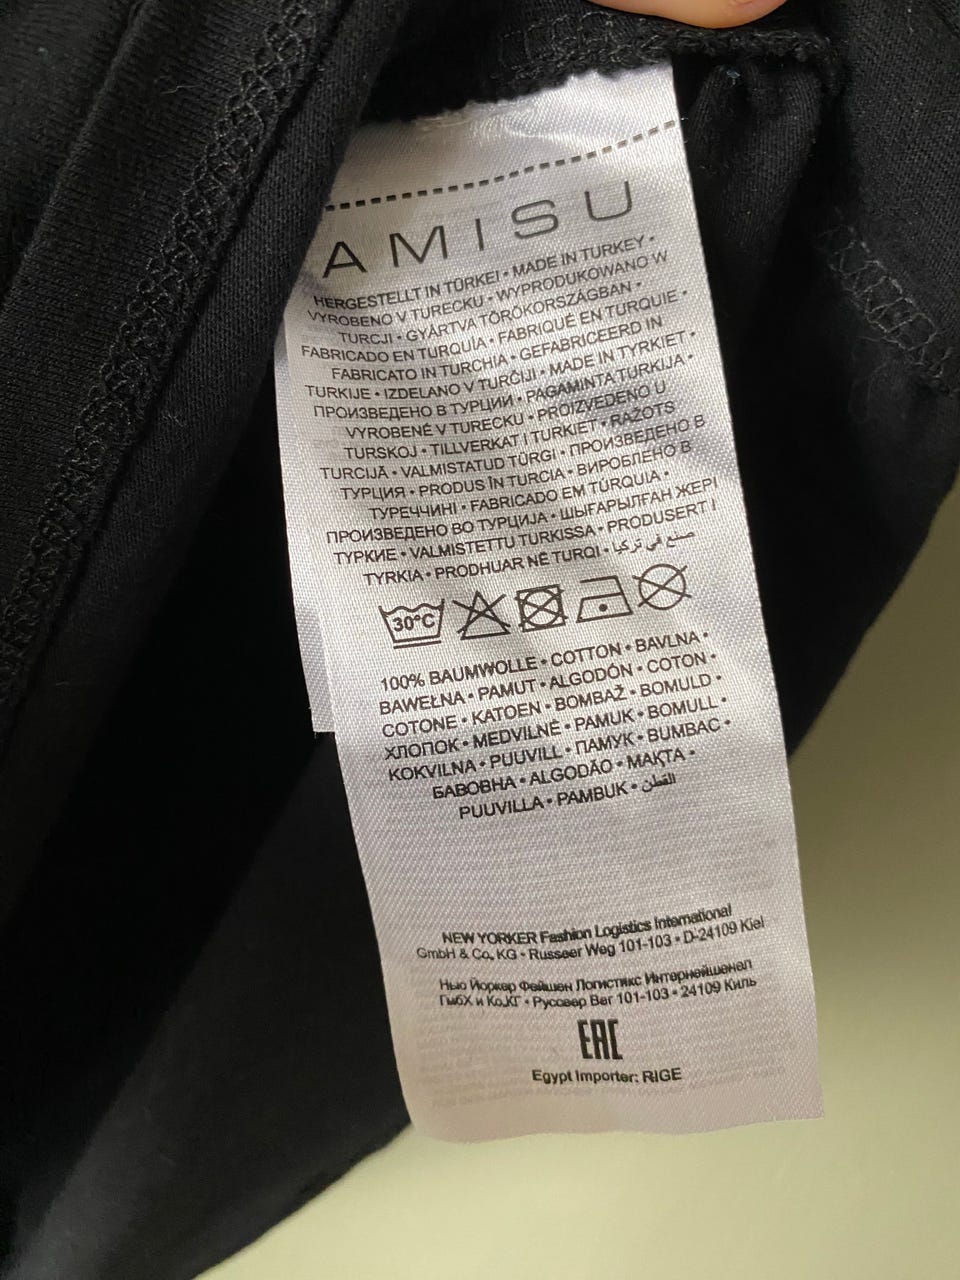 AMISU
HERGESTELLT IN TÜRKEI • MADE IN TURKEY •
VYROBENO V TURECKU • WYPRODUKOWANO W
TURCJI • GYÁRTVA TÖRÖKORSZÁGBAN •
FABRICADO EN TURQUÍA • FABRIQUÉ EN TURQUIE •
FABRICATO IN TURCHIA • GEFABRICEERD IN
TURKIJE • IZDELANO V TURČIJI • MADE IN TYRKIET •
ПРОИЗВЕДЕНО В ТУРЦИИ • PAGAMINTA TURKIJA •
VYROBENÉ V TURECKU • PROIZVEDENO U
TURSKOJ • TILLVERKAT I TURKIET • RAŽOTS
TURCIJĀ • VALMISTATUD TÜRGI • ПРОИЗВЕДЕНО В
ТУРЦИЯ • PRODUS ÎN TURCIA • ВИРОБЛЕНО В
ТУРЕЧЧИНІ • FABRICADO EM TURQUIA •
ПРОИЗВЕДЕНО ВО ТУРЦИЈА • ШЫҒАРЫЛҒАН ЖЕРІ
ТУРКИЕ • VALMISTETTU TURKISSA • PRODUSERT I
TYRKIA • PRODHUAR NË TURQI • صنع في تركيا
30°C
100% BAUMWOLLE • COTTON • BAVLNA •
BAWEŁNA • PAMUT • ALGODÓN • COTON •
COTONE • KATOEN • BOMBAŽ • BOMULD •
ХЛОПОК • MEDVILNĖ • PAMUK • BOMULL •
KOKVILNA • PUUVILL • ПАМУК • BUMBAC •
БАВОВНА • ALGODÃO • МАҚТА •
PUUVILLA • PAMBUK • القطن
NEW YORKER Fashion Logistics International
GmbH & Co. KG • Russeer Weg 101-103 • D-24109 Kiel
Нью Йоркер Фейшен Логистикс Интернейшенал
ГмбХ и Ко.КГ • Руссеер Вег 101-103 • 24109 Киль
EAC
Egypt Importer: RIGE